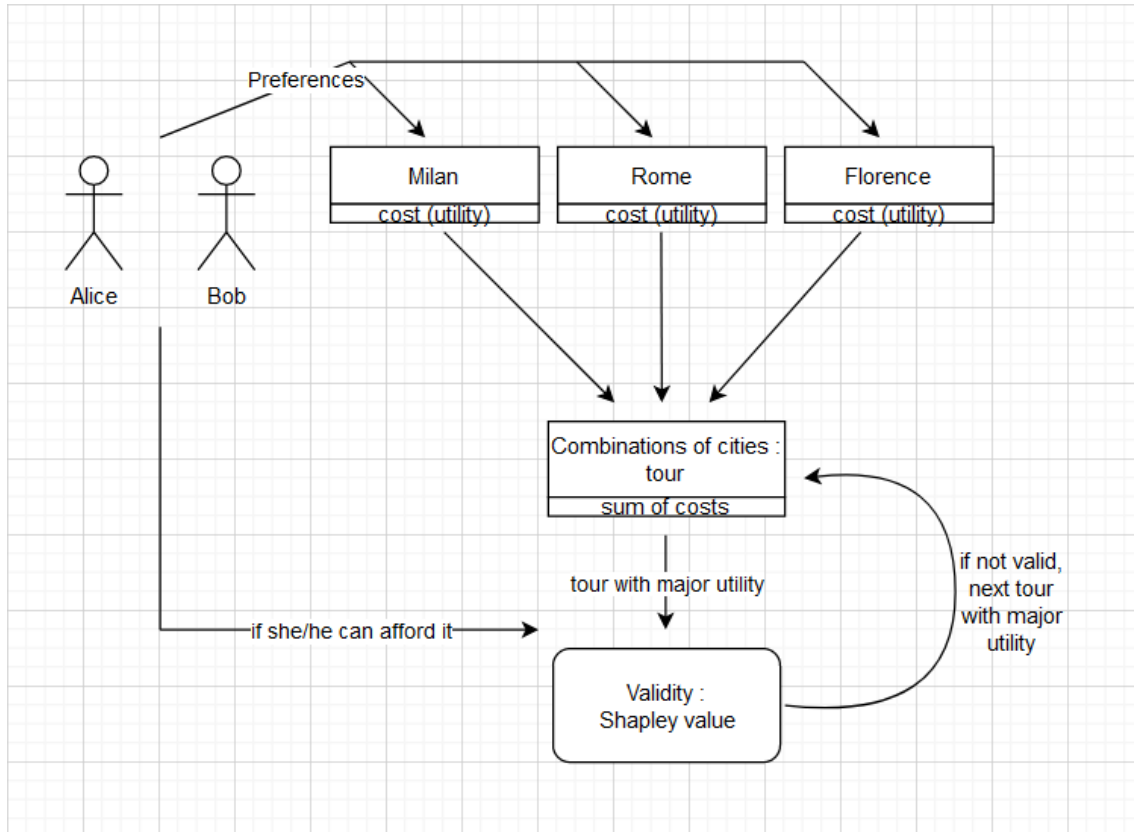 Preferences
Milan
cost (utility)
Rome
cost (utility)
Florence
cost (utility)
Alice
Bob
Combinations of cities :
tour
sum of costs
tour with major utility
if not valid,
next tour
with major
utility
if she/he can afford it
Validity :
Shapley value